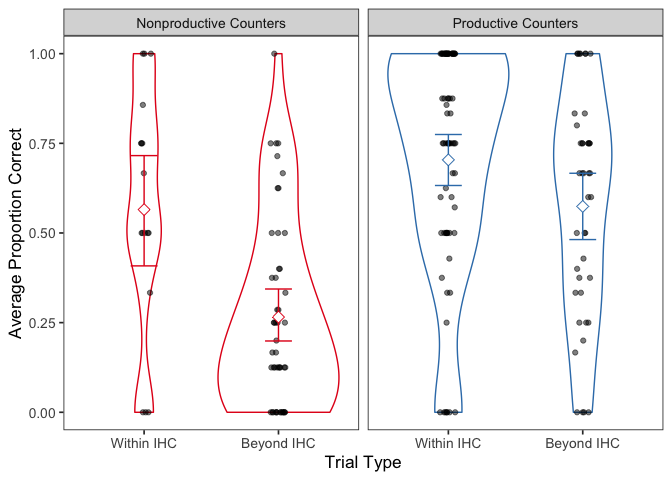 Nonproductive Counters
Productive Counters
1.00
0.75
0.50
0.25
0.00
Average Proportion Correct
Within IHC
Beyond IHC
Within IHC
Beyond IHC
Trial Type